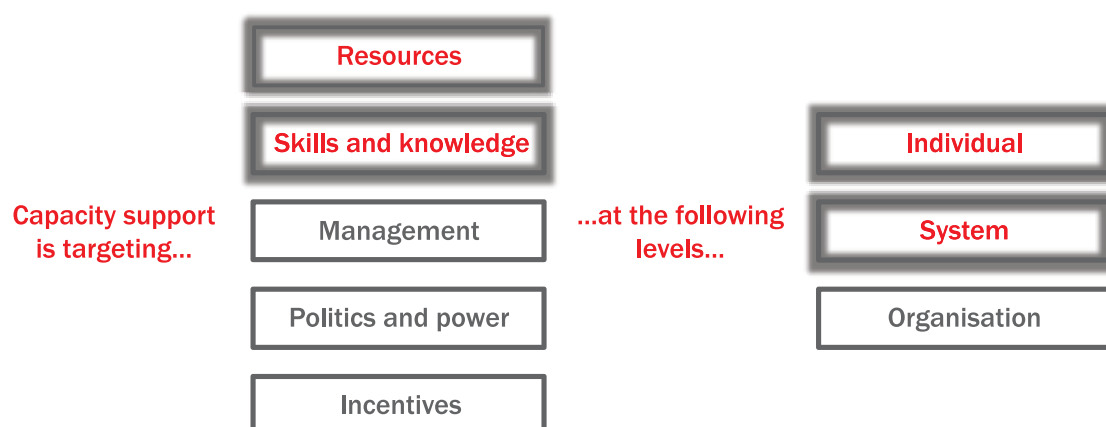 Resources
Skills and knowledge
Capacity support
is targeting...
Management
Politics and power
Incentives
...at the following
levels...
Individual
System
Organisation